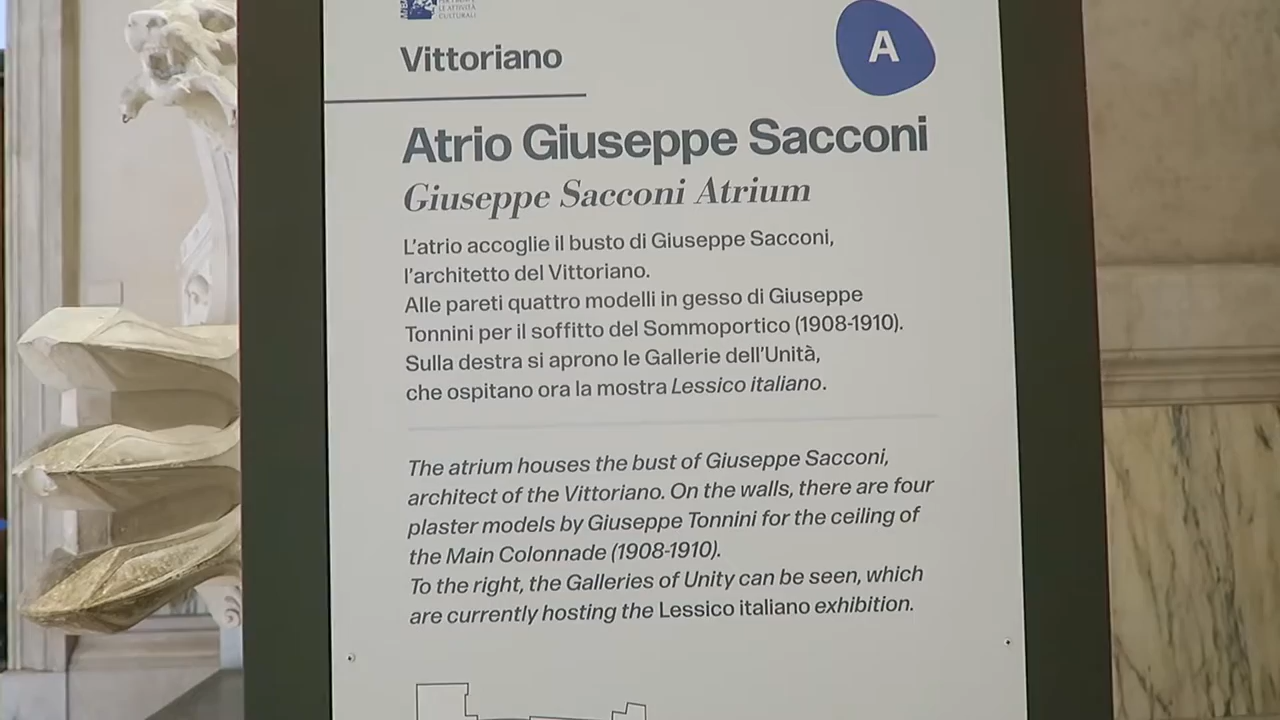 LE ATTIVITÀ
CULTURALI
Vittoriano
A
Atrio Giuseppe Sacconi
Giuseppe Sacconi Atrium
L'atrio accoglie il busto di Giuseppe Sacconi,
l'architetto del Vittoriano.
Alle pareti quattro modelli in gesso di Giuseppe
Tonnini per il soffitto del Sommoportico (1908-1910).
Sulla destra si aprono le Gallerie dell'Unità,
che ospitano ora la mostra Lessico italiano.
The atrium houses the bust of Giuseppe Sacconi,
architect of the Vittoriano. On the walls, there are four
plaster models by Giuseppe Tonnini for the ceiling of
the Main Colonnade (1908-1910).
To the right, the Galleries of Unity can be seen, which
are currently hosting the Lessico italiano exhibition.